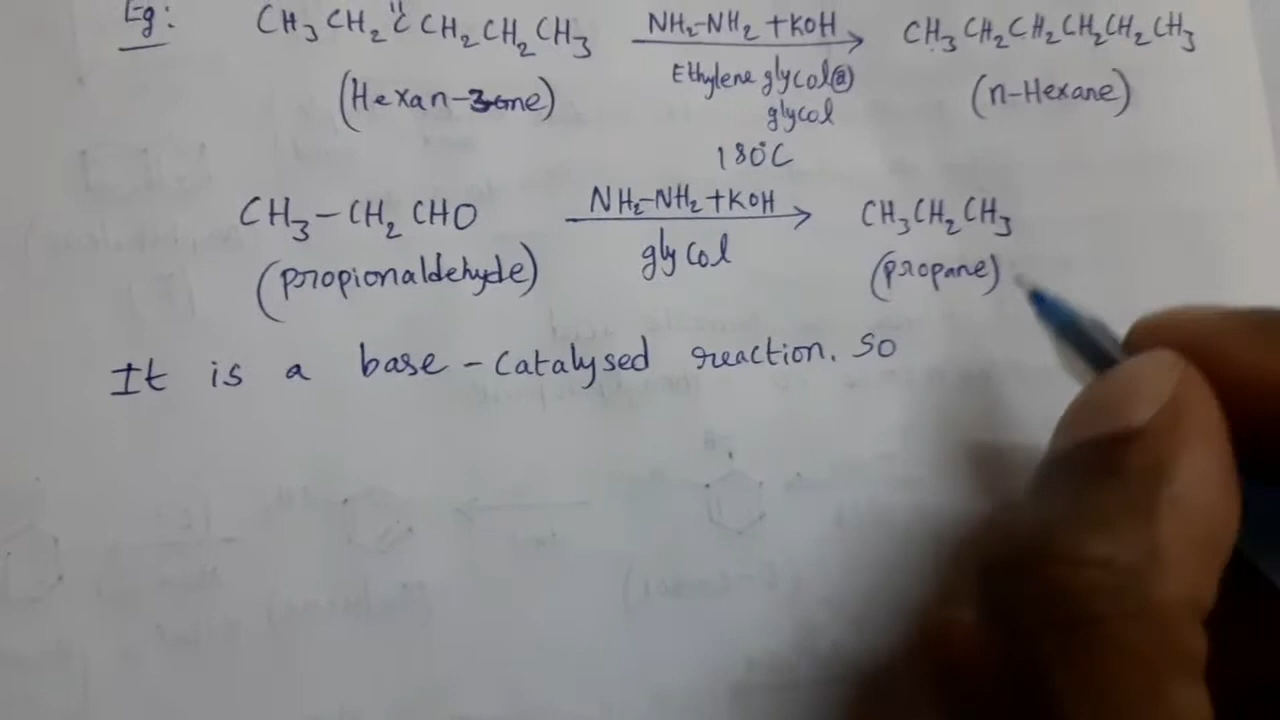 Eg: CH3CH2CCH2CH2CH3 NH2-NH2+KOH CH3CH2CH2CH2CH2CH3
(Hexan-3one) Ethylene glycol@ (n-Hexane)
glycol
180°C
CH3-CH2CHO NH2-NH2+KOH CH3CH2CH3
(propionaldehyde) glycol (propane)
It is a base-Catalysed reaction. SO